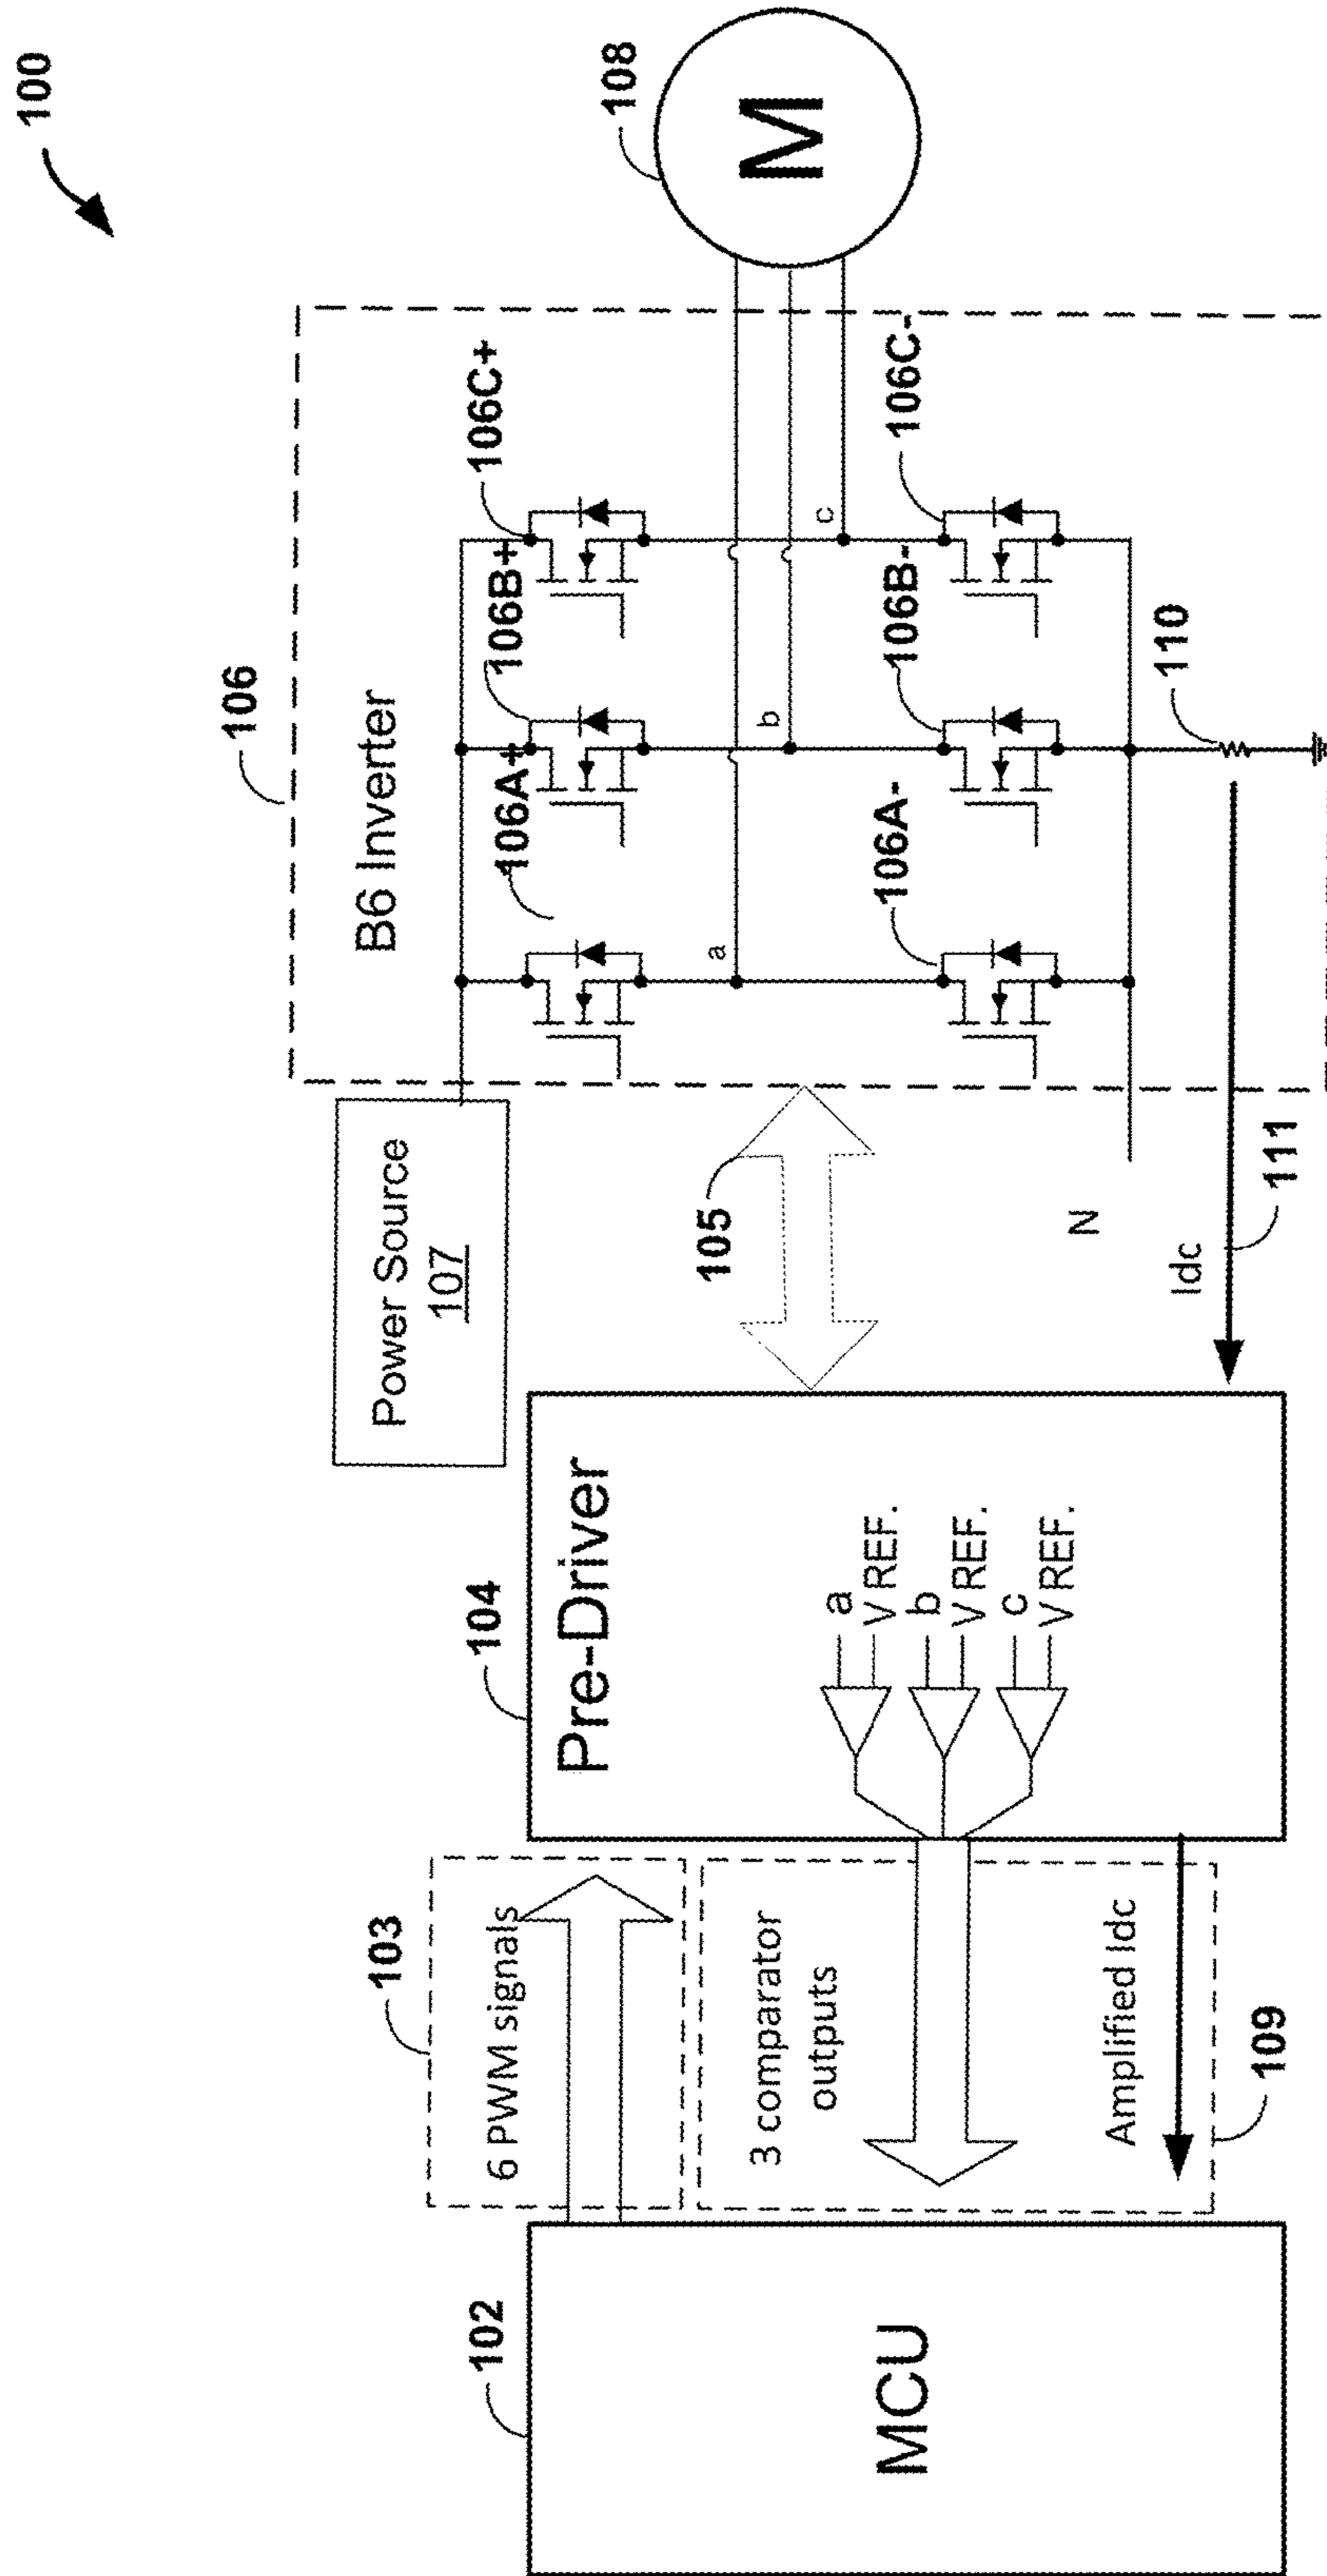 100
106
B6 Inverter
106A+
106B+
106C+
108
M
a
b
c
106A-
106B-
106C-
110
Power Source
107
105
N
Idc
111
104
Pre-Driver
a
V REF.
b
V REF.
c
V REF.
103
6 PWM signals
3 comparator
outputs
Amplified Idc
109
102
MCU